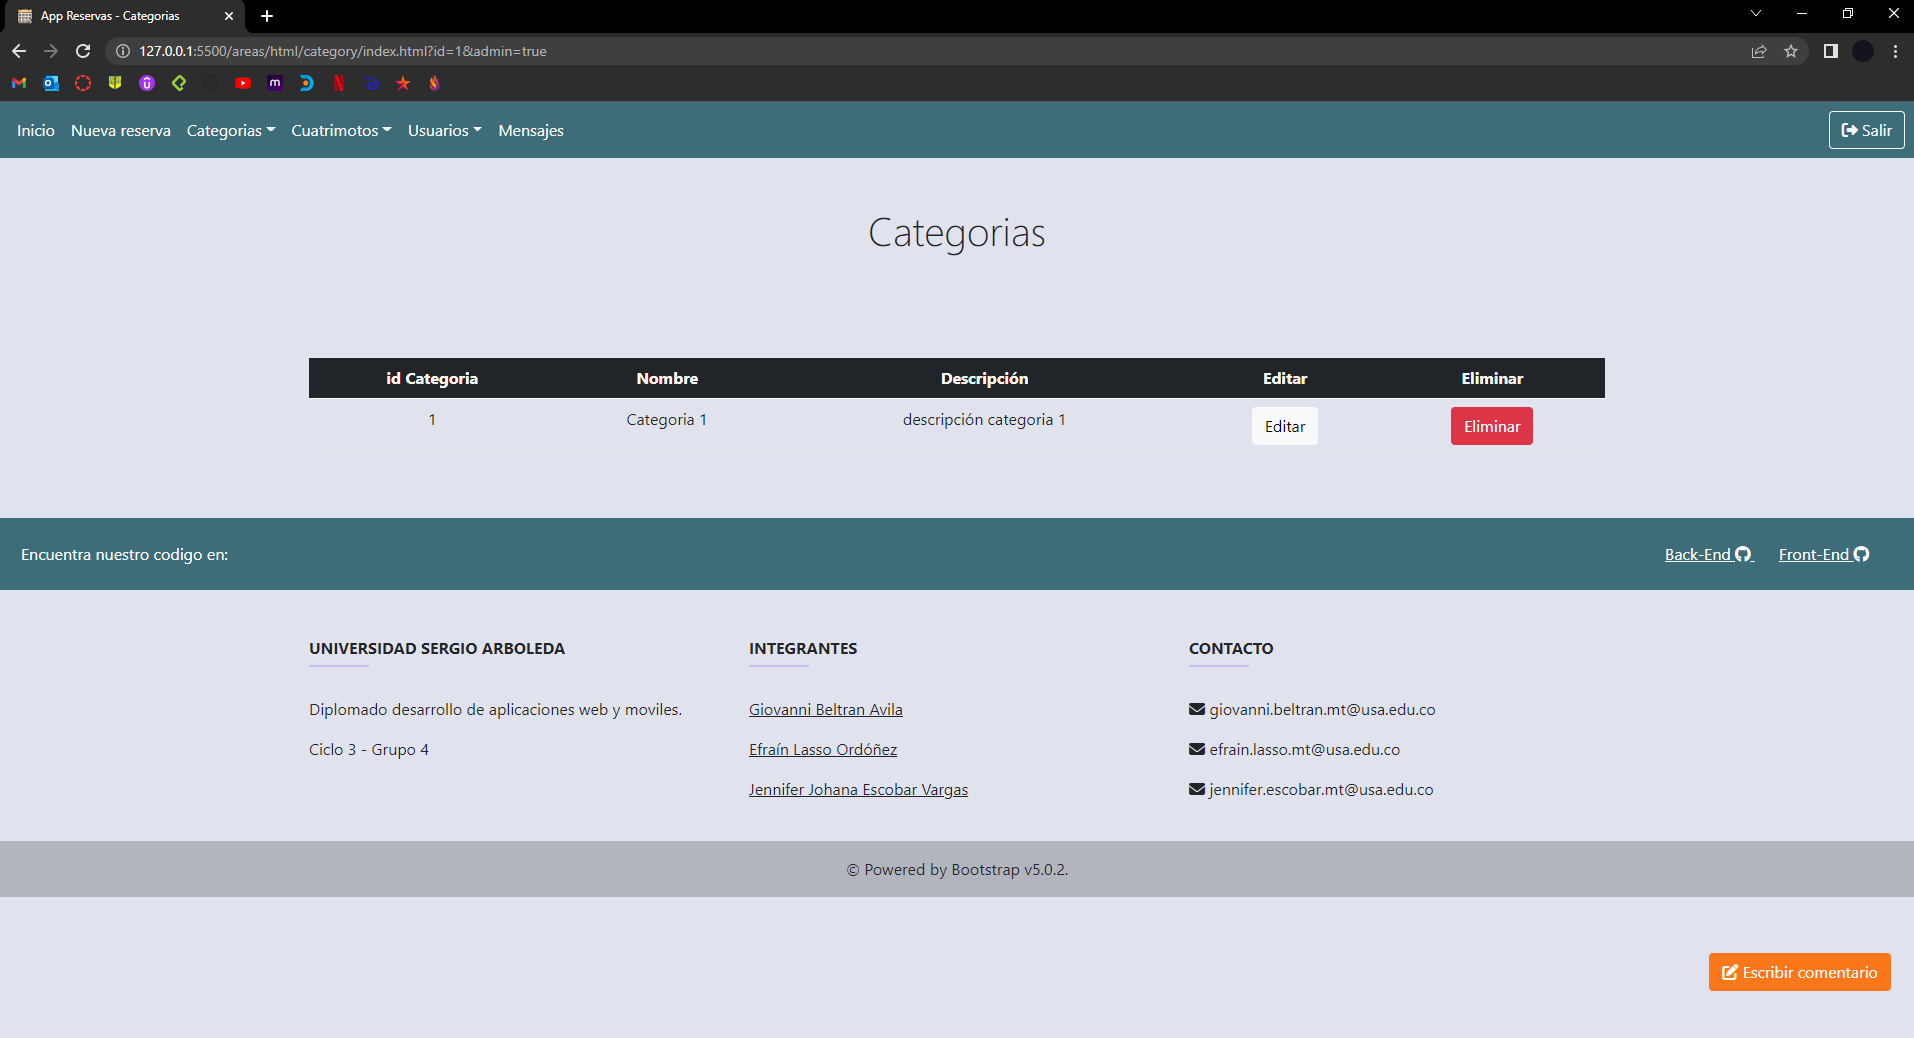 App Reservas - Categorias
127.0.0.1:5500/areas/html/category/index.html?id=1&admin=true
Inicio Nueva reserva Categorias Cuatrimotos Usuarios Mensajes Salir
Categorias
id Categoria Nombre Descripción Editar Eliminar
1 Categoria 1 descripción categoria 1 Editar Eliminar
Encuentra nuestro codigo en: Back-End Front-End
UNIVERSIDAD SERGIO ARBOLEDA
Diplomado desarrollo de aplicaciones web y moviles.
Ciclo 3 - Grupo 4
INTEGRANTES
Giovanni Beltran Avila
Efraín Lasso Ordóñez
Jennifer Johana Escobar Vargas
CONTACTO
giovanni.beltran.mt@usa.edu.co
efrain.lasso.mt@usa.edu.co
jennifer.escobar.mt@usa.edu.co
© Powered by Bootstrap v5.0.2.
Escribir comentario